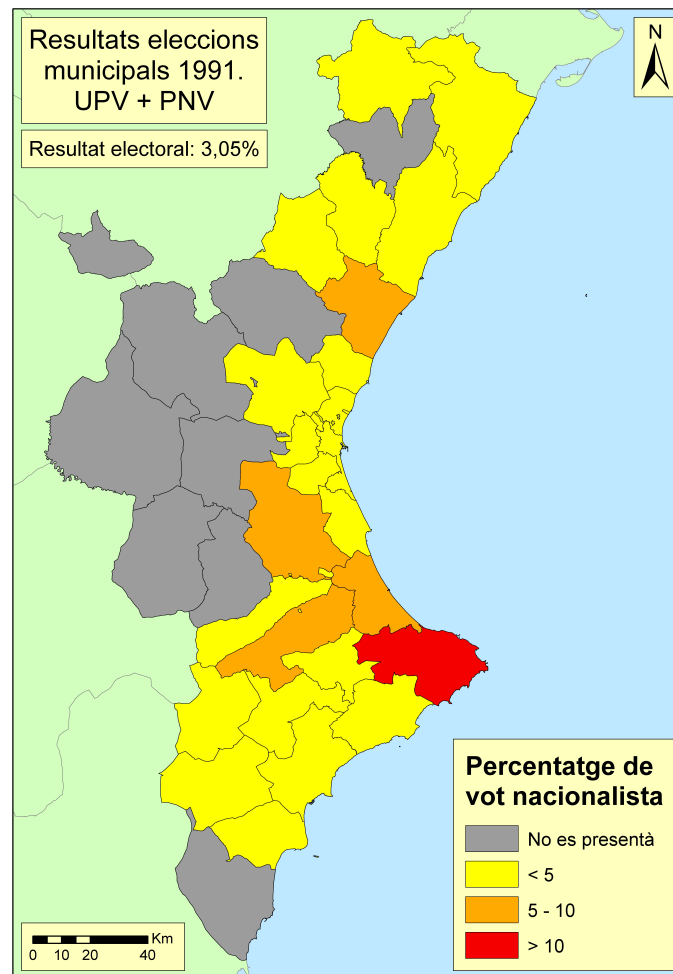 Resultats eleccions
municipals 1991.
UPV + PNV
Resultat electoral: 3,05%
N
Percentatge de
vot nacionalista
No es presentà
< 5
5 - 10
> 10
Km
0 10 20 40